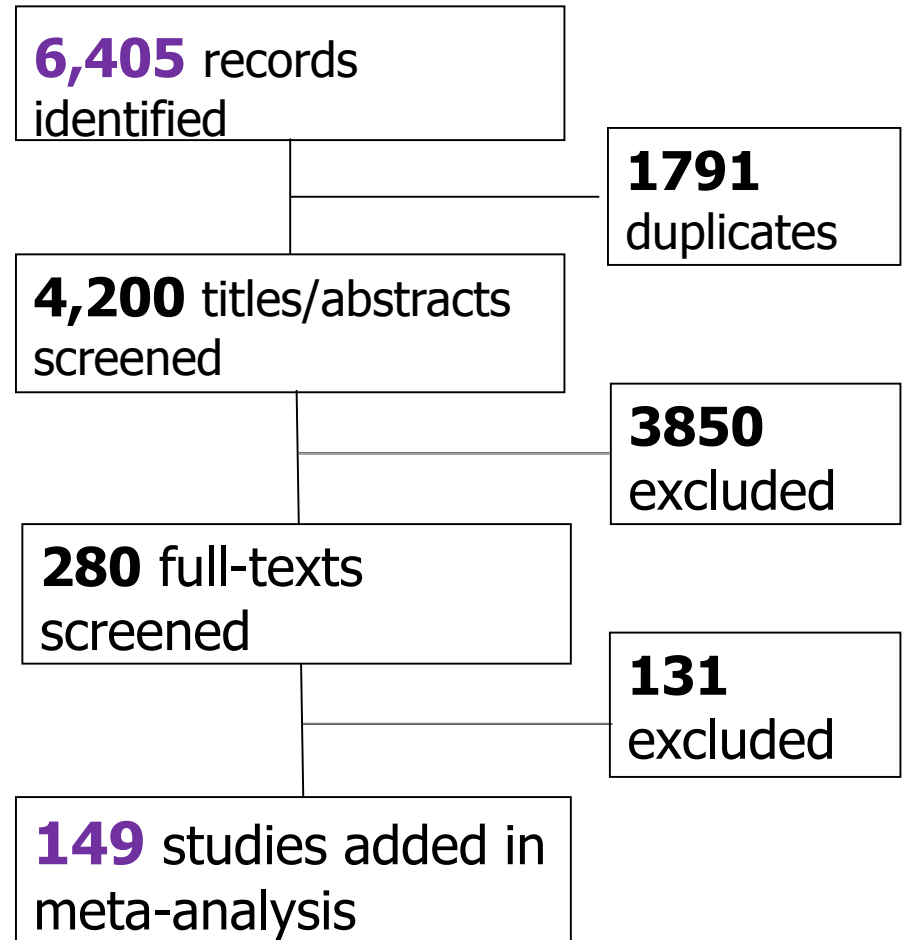 6,405 records
identified
1791
duplicates
4,200 titles/abstracts
screened
3850
excluded
280 full-texts
screened
131
excluded
149 studies added in
meta-analysis